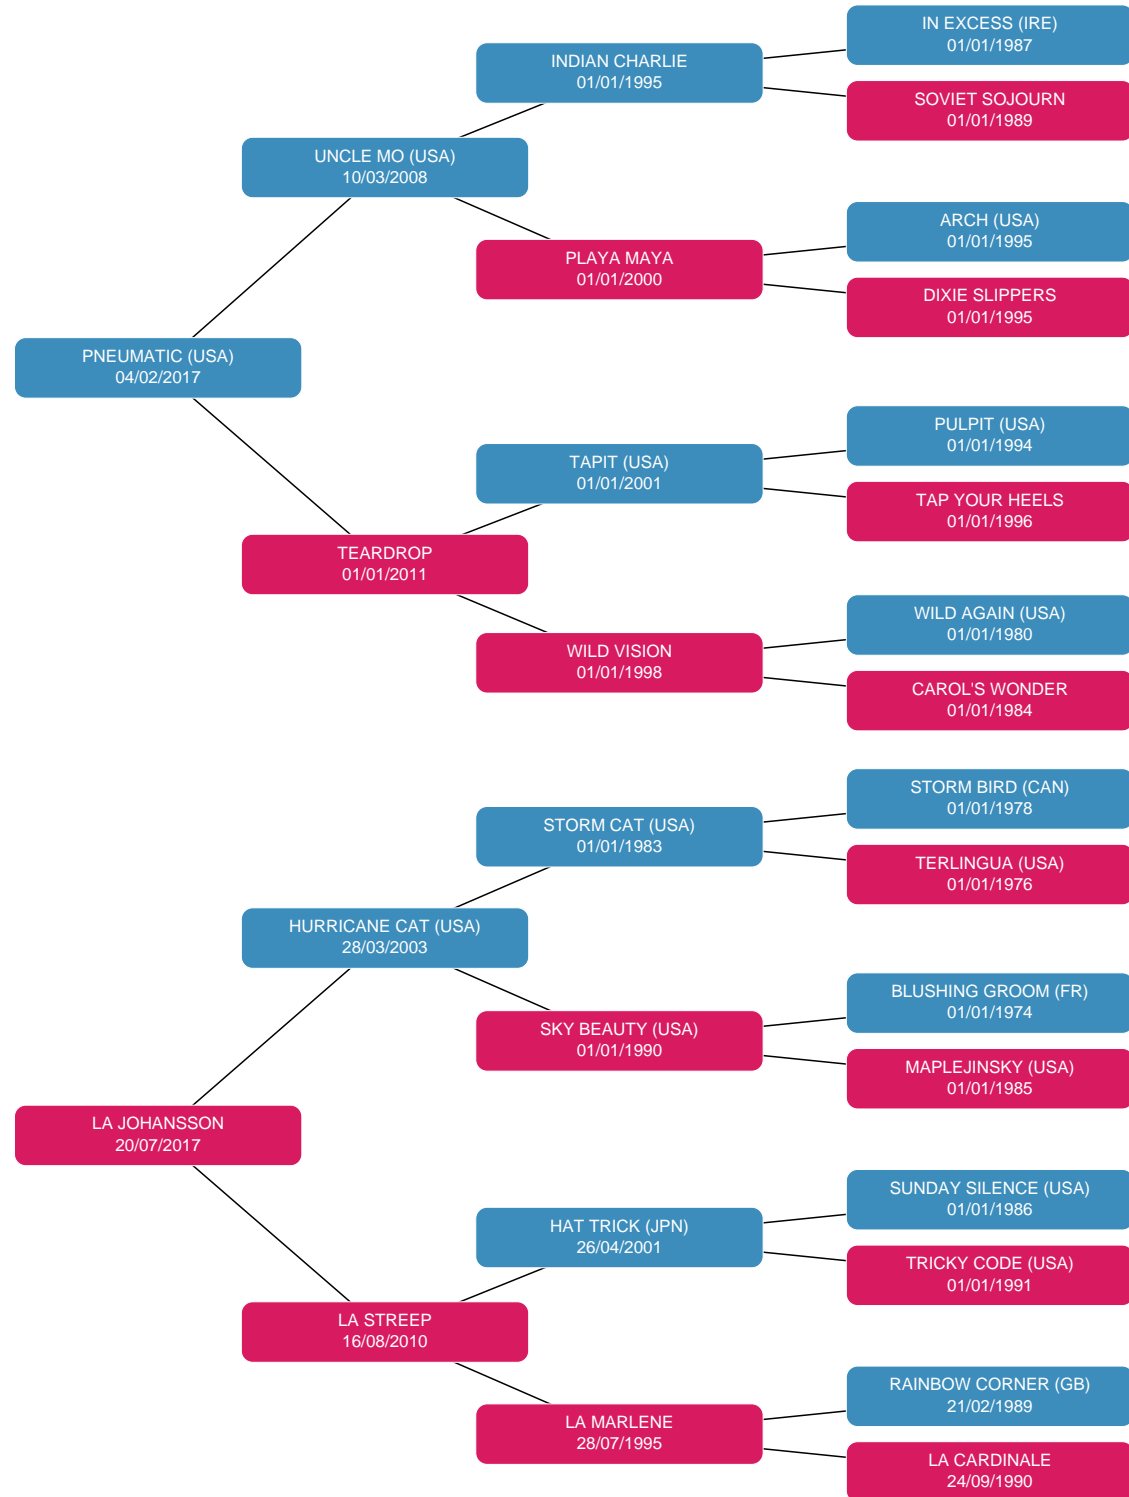 IN EXCESS (IRE)
01/01/1987
INDIAN CHARLIE
01/01/1995
SOVIET SOJOURN
01/01/1989
UNCLE MO (USA)
10/03/2008
ARCH (USA)
01/01/1995
PLAYA MAYA
01/01/2000
DIXIE SLIPPERS
01/01/1995
PNEUMATIC (USA)
04/02/2017
PULPIT (USA)
01/01/1994
TAPIT (USA)
01/01/2001
TAP YOUR HEELS
01/01/1996
TEARDROP
01/01/2011
WILD AGAIN (USA)
01/01/1980
WILD VISION
01/01/1998
CAROL'S WONDER
01/01/1984
STORM BIRD (CAN)
01/01/1978
STORM CAT (USA)
01/01/1983
TERLINGUA (USA)
01/01/1976
HURRICANE CAT (USA)
28/03/2003
BLUSHING GROOM (FR)
01/01/1974
SKY BEAUTY (USA)
01/01/1990
MAPLEJINSKY (USA)
01/01/1985
LA JOHANSSON
20/07/2017
SUNDAY SILENCE (USA)
01/01/1986
HAT TRICK (JPN)
26/04/2001
TRICKY CODE (USA)
01/01/1991
LA STREEP
16/08/2010
RAINBOW CORNER (GB)
21/02/1989
LA MARLENE
28/07/1995
LA CARDINALE
24/09/1990